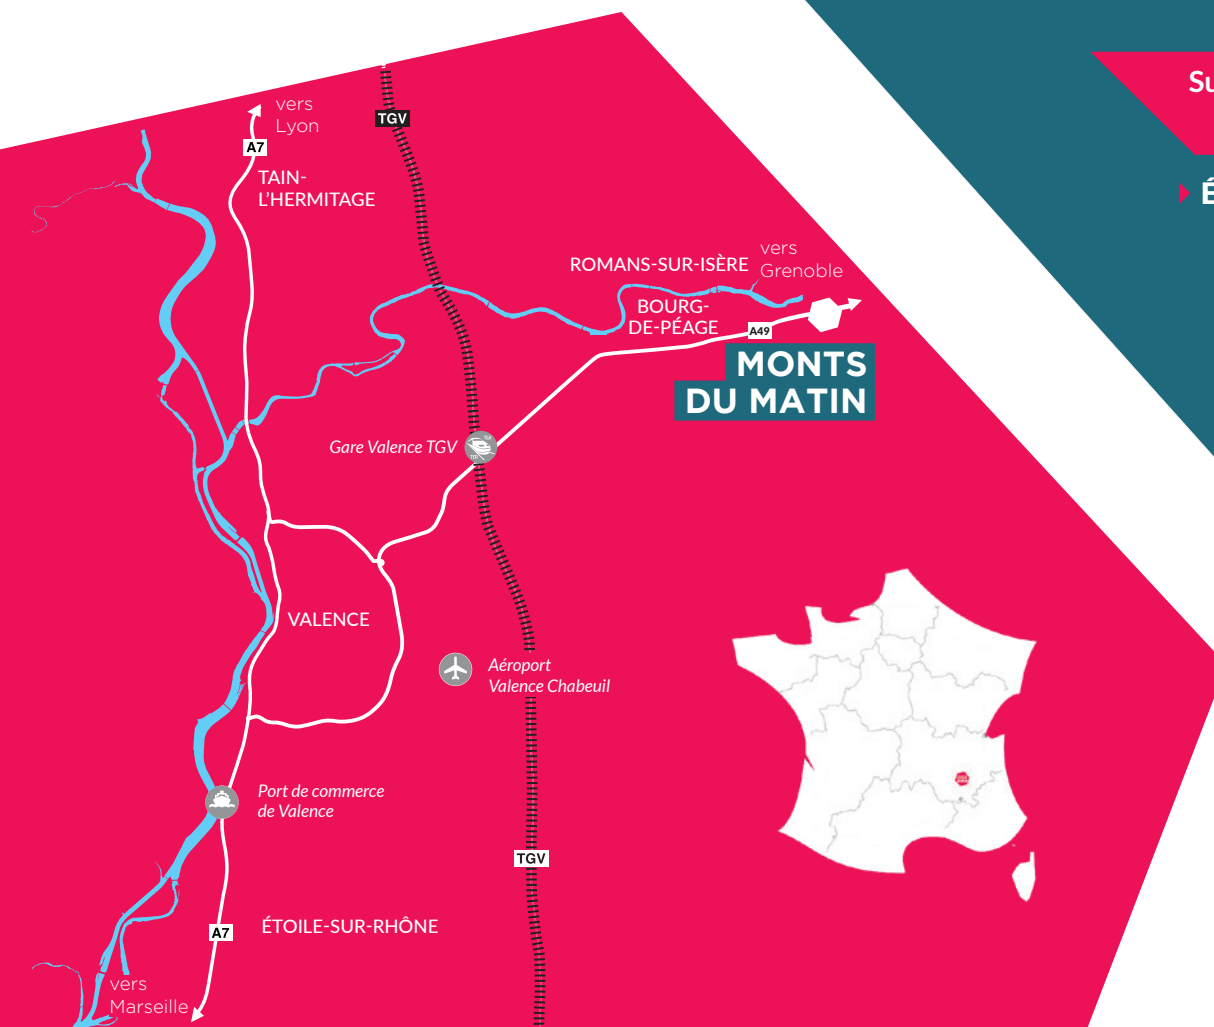 Su
É
vers
Lyon
TGV
A7
TAIN-
L'HERMITAGE
vers
Grenoble
ROMANS-SUR-ISÈRE
BOURG-
DE-PÉAGE
A49
MONTS
DU MATIN
Gare Valence TGV
VALENCE
Aéroport
Valence Chabeuil
Port de commerce
de Valence
TGV
A7
ÉTOILE-SUR-RHÔNE
vers
Marseille